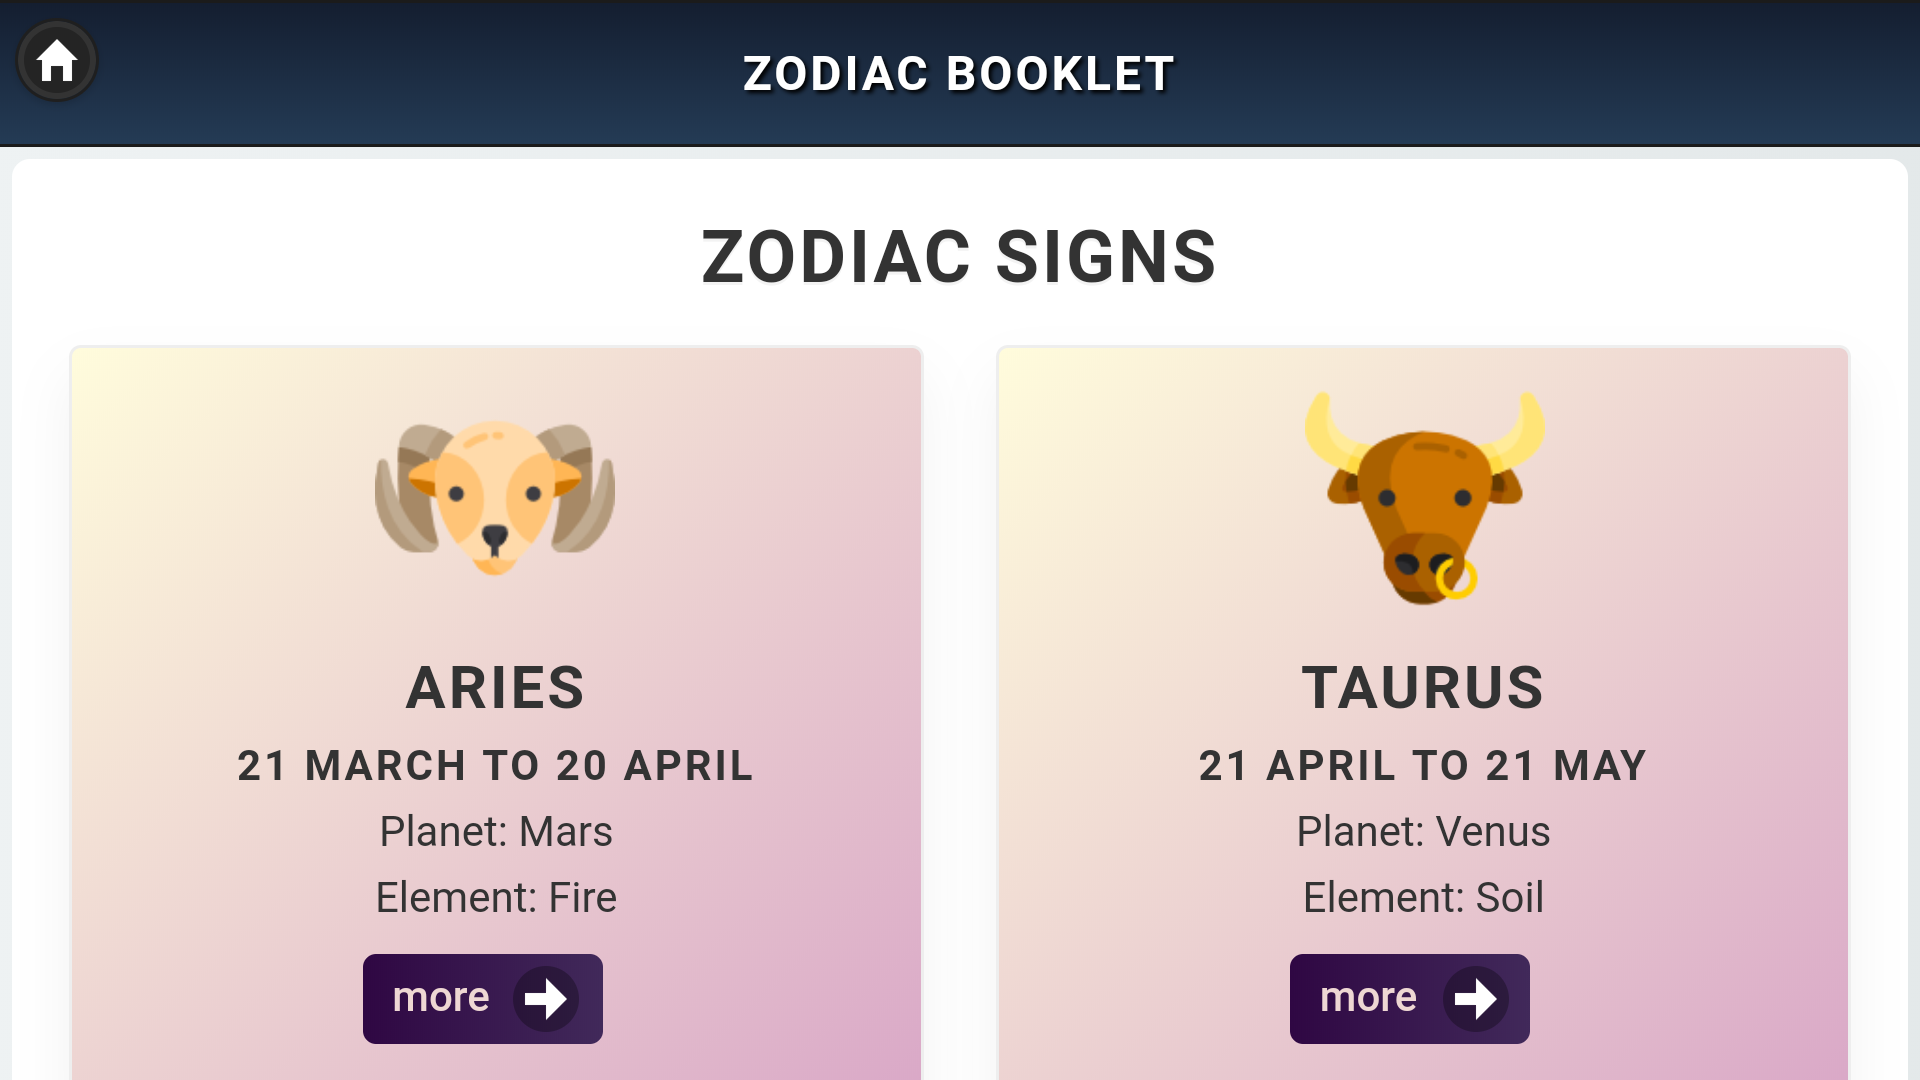 ZODIAC BOOKLET
ZODIAC SIGNS
ARIES
21 MARCH TO 20 APRIL
Planet: Mars
Element: Fire
more
TAURUS
21 APRIL TO 21 MAY
Planet: Venus
Element: Soil
more